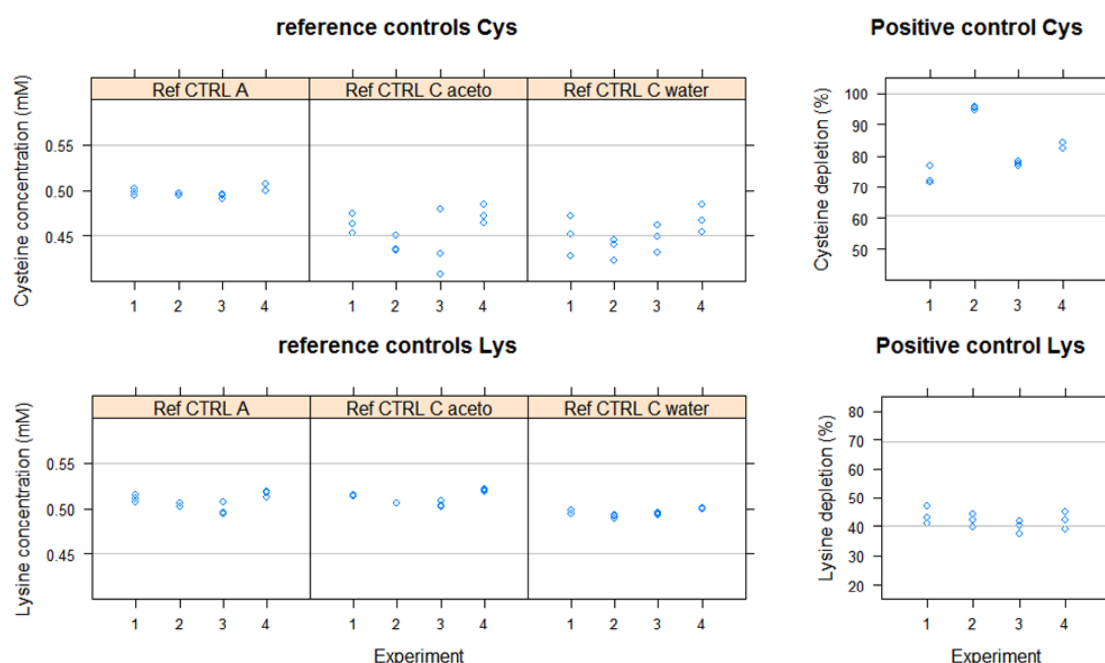 reference controls Cys
Ref CTRL A Ref CTRL C aceto Ref CTRL C water
Cysteine concentration (mM)
0.55
0.50
0.45
1 2 3 4 1 2 3 4 1 2 3 4
Positive control Cys
Cysteine depletion (%)
100
90
80
70
60
50
1 2 3 4
reference controls Lys
Ref CTRL A Ref CTRL C aceto Ref CTRL C water
Lysine concentration (mM)
0.55
0.50
0.45
1 2 3 4 1 2 3 4 1 2 3 4
Experiment
Positive control Lys
Lysine depletion (%)
80
70
60
50
40
30
20
1 2 3 4
Experiment